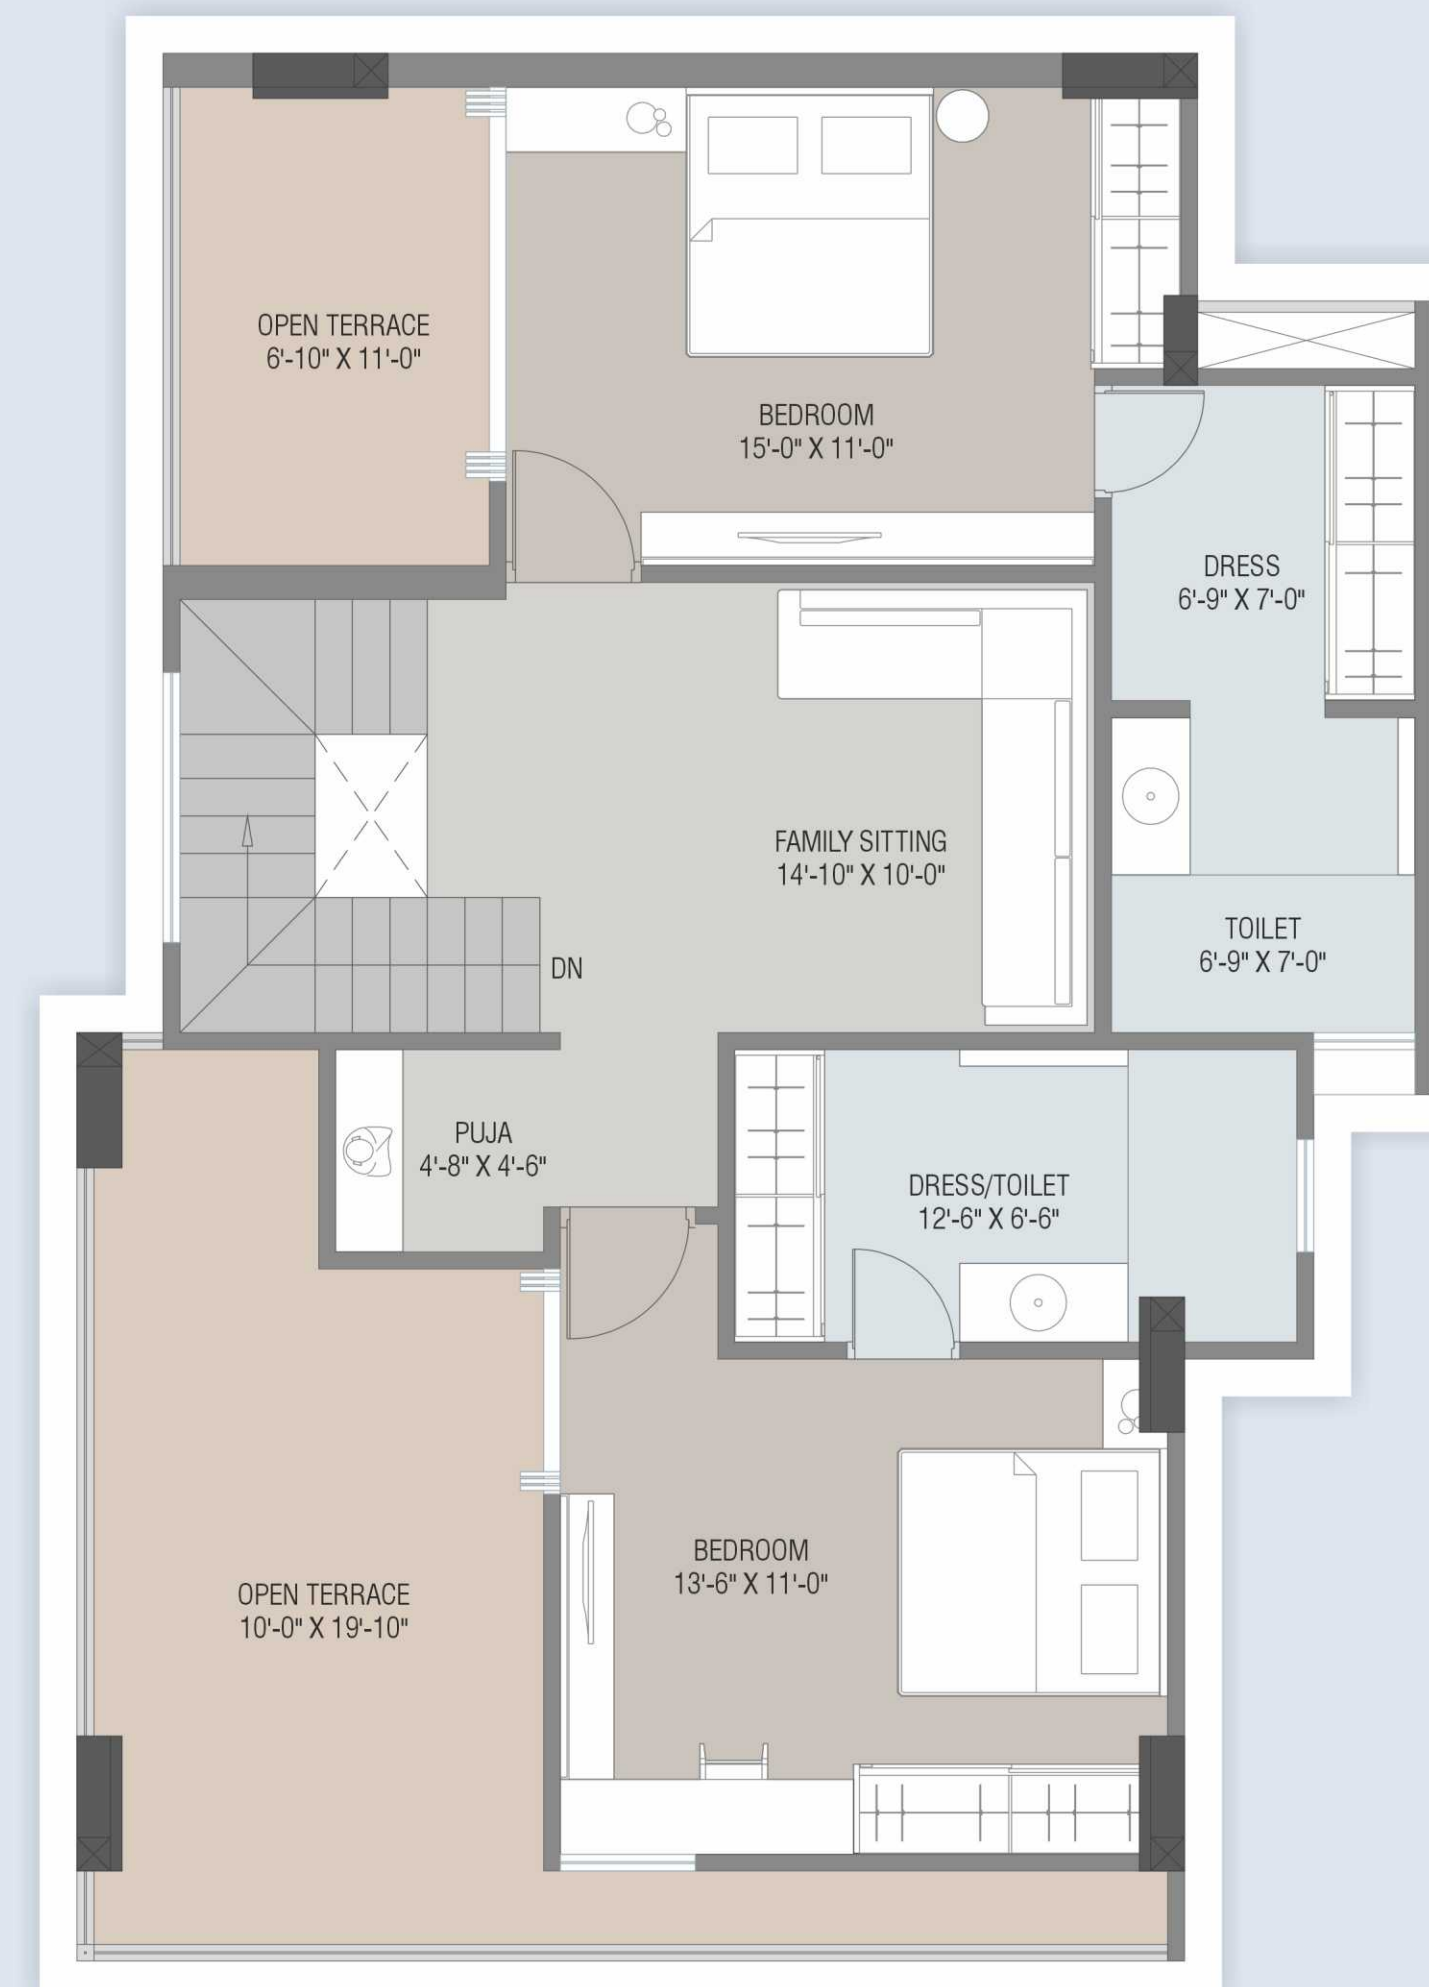 OPEN TERRACE
6'-10" X 11'-0"
BEDROOM
15'-0" X 11'-0"
DRESS
6'-9" X 7'-0"
FAMILY SITTING
14'-10" X 10'-0"
TOILET
6'-9" X 7'-0"
DN
PUJA
4'-8" X 4'-6"
DRESS/TOILET
12'-6" X 6'-6"
BEDROOM
13'-6" X 11'-0"
OPEN TERRACE
10'-0" X 19'-10"